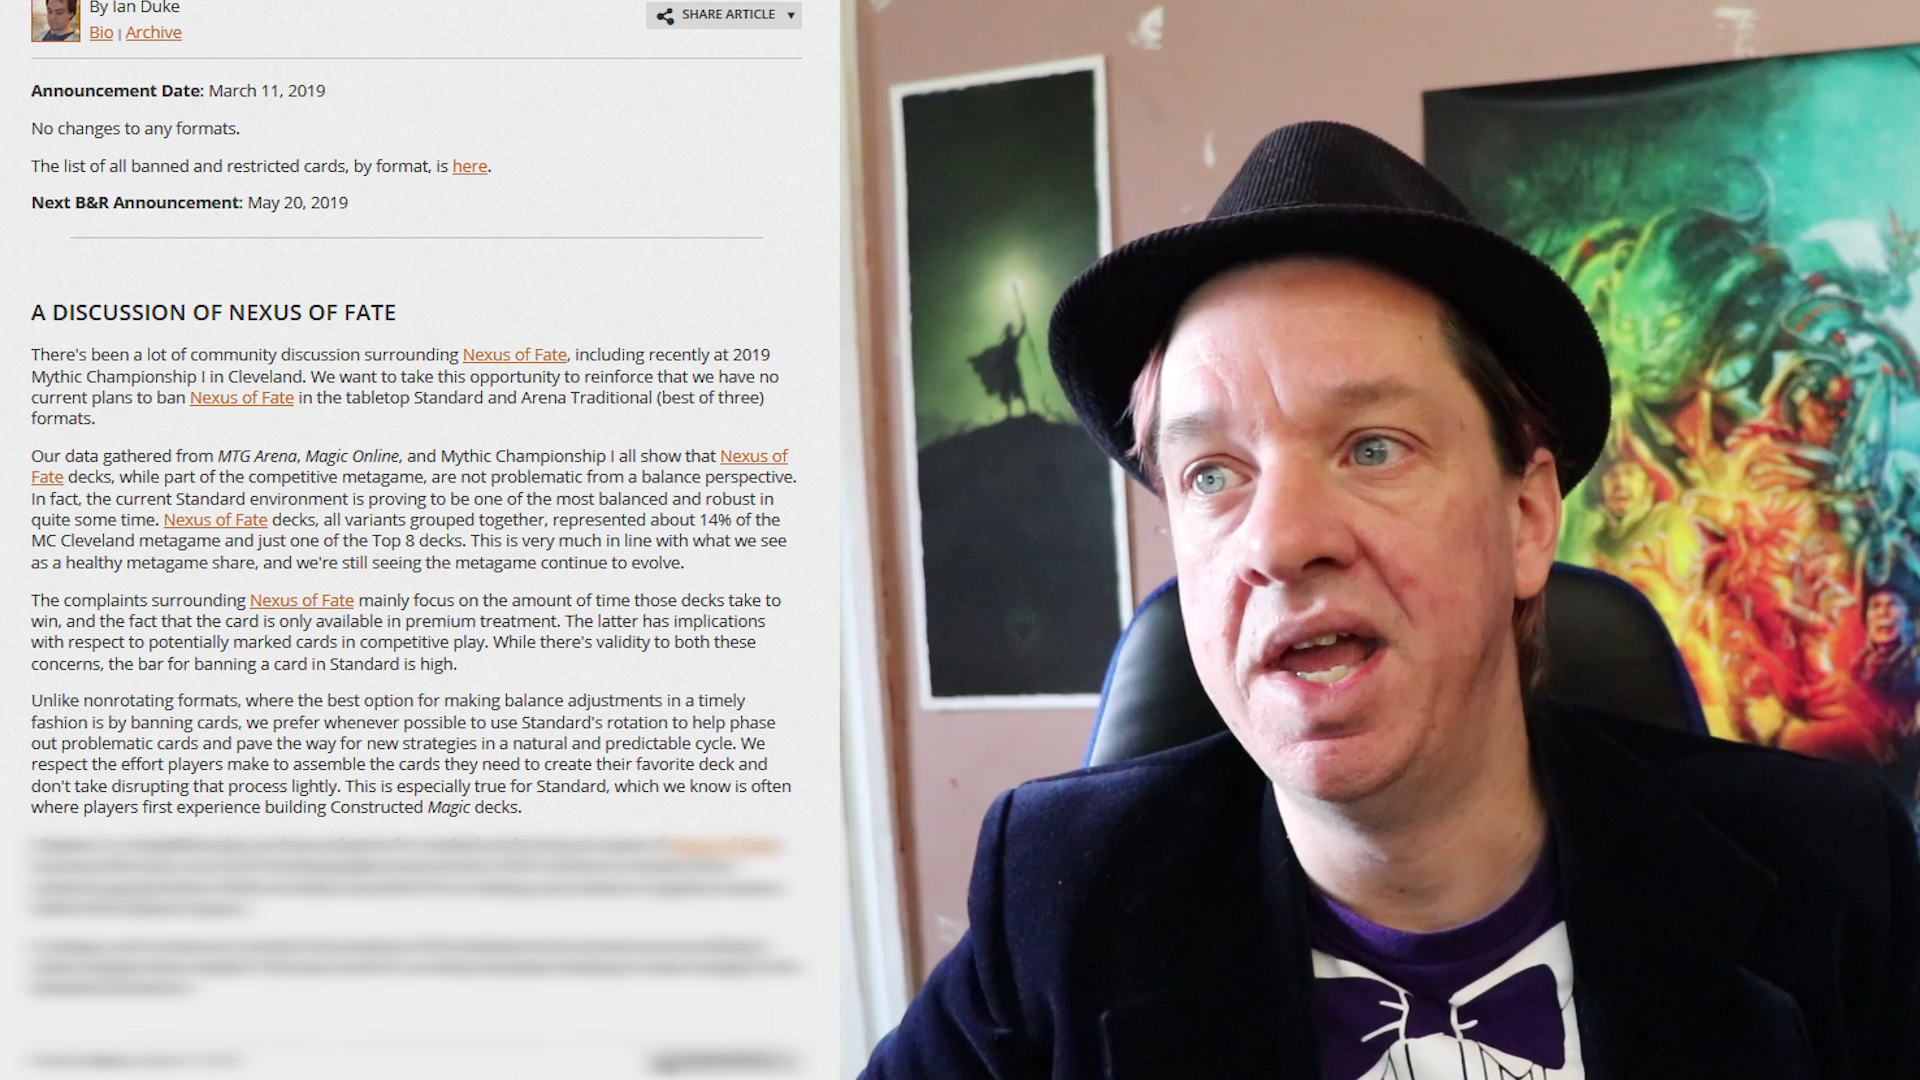 By Ian Duke
Bio | Archive
SHARE ARTICLE
Announcement Date: March 11, 2019
No changes to any formats.
The list of all banned and restricted cards, by format, is here.
Next B&R Announcement: May 20, 2019
A DISCUSSION OF NEXUS OF FATE
There's been a lot of community discussion surrounding Nexus of Fate, including recently at 2019
Mythic Championship I in Cleveland. We want to take this opportunity to reinforce that we have no
current plans to ban Nexus of Fate in the tabletop Standard and Arena Traditional (best of three)
formats.
Our data gathered from MTG Arena, Magic Online, and Mythic Championship I all show that Nexus of
Fate decks, while part of the competitive metagame, are not problematic from a balance perspective.
In fact, the current Standard environment is proving to be one of the most balanced and robust in
quite some time. Nexus of Fate decks, all variants grouped together, represented about 14% of the
MC Cleveland metagame and just one of the Top 8 decks. This is very much in line with what we see
as a healthy metagame share, and we're still seeing the metagame continue to evolve.
The complaints surrounding Nexus of Fate mainly focus on the amount of time those decks take to
win, and the fact that the card is only available in premium treatment. The latter has implications
with respect to potentially marked cards in competitive play. While there's validity to both these
concerns, the bar for banning a card in Standard is high.
Unlike nonrotating formats, where the best option for making balance adjustments in a timely
fashion is by banning cards, we prefer whenever possible to use Standard's rotation to help phase
out problematic cards and pave the way for new strategies in a natural and predictable cycle. We
respect the effort players make to assemble the cards they need to create their favorite deck and
don't take disrupting that process lightly. This is especially true for Standard, which we know is often
where players first experience building Constructed Magic decks.